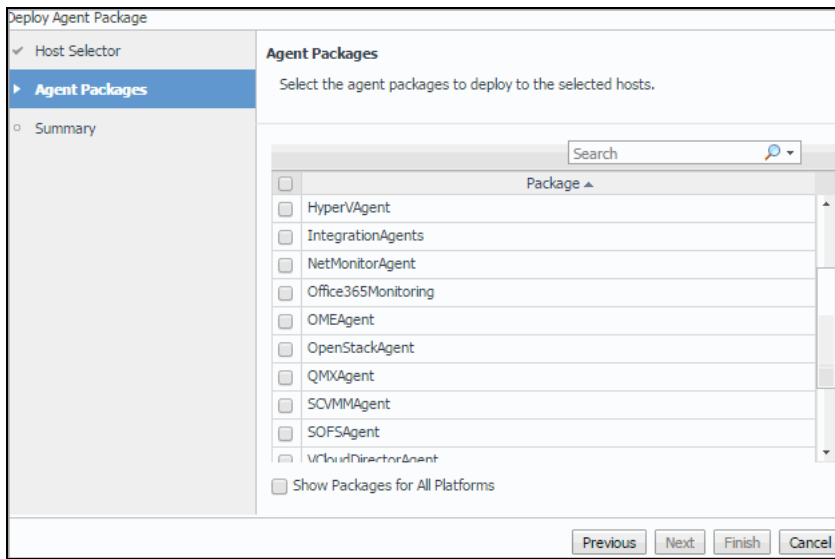 Deploy Agent Package
Host Selector
Agent Packages
Summary
Agent Packages
Select the agent packages to deploy to the selected hosts.
Search
Package
HyperVAgent
IntegrationAgents
NetMonitorAgent
Office365Monitoring
OMEAgent
OpenStackAgent
QMXAgent
SCVMMAgent
SOFSAgent
VCloudDirectorAgent
Show Packages for All Platforms
Previous Next Finish Cancel